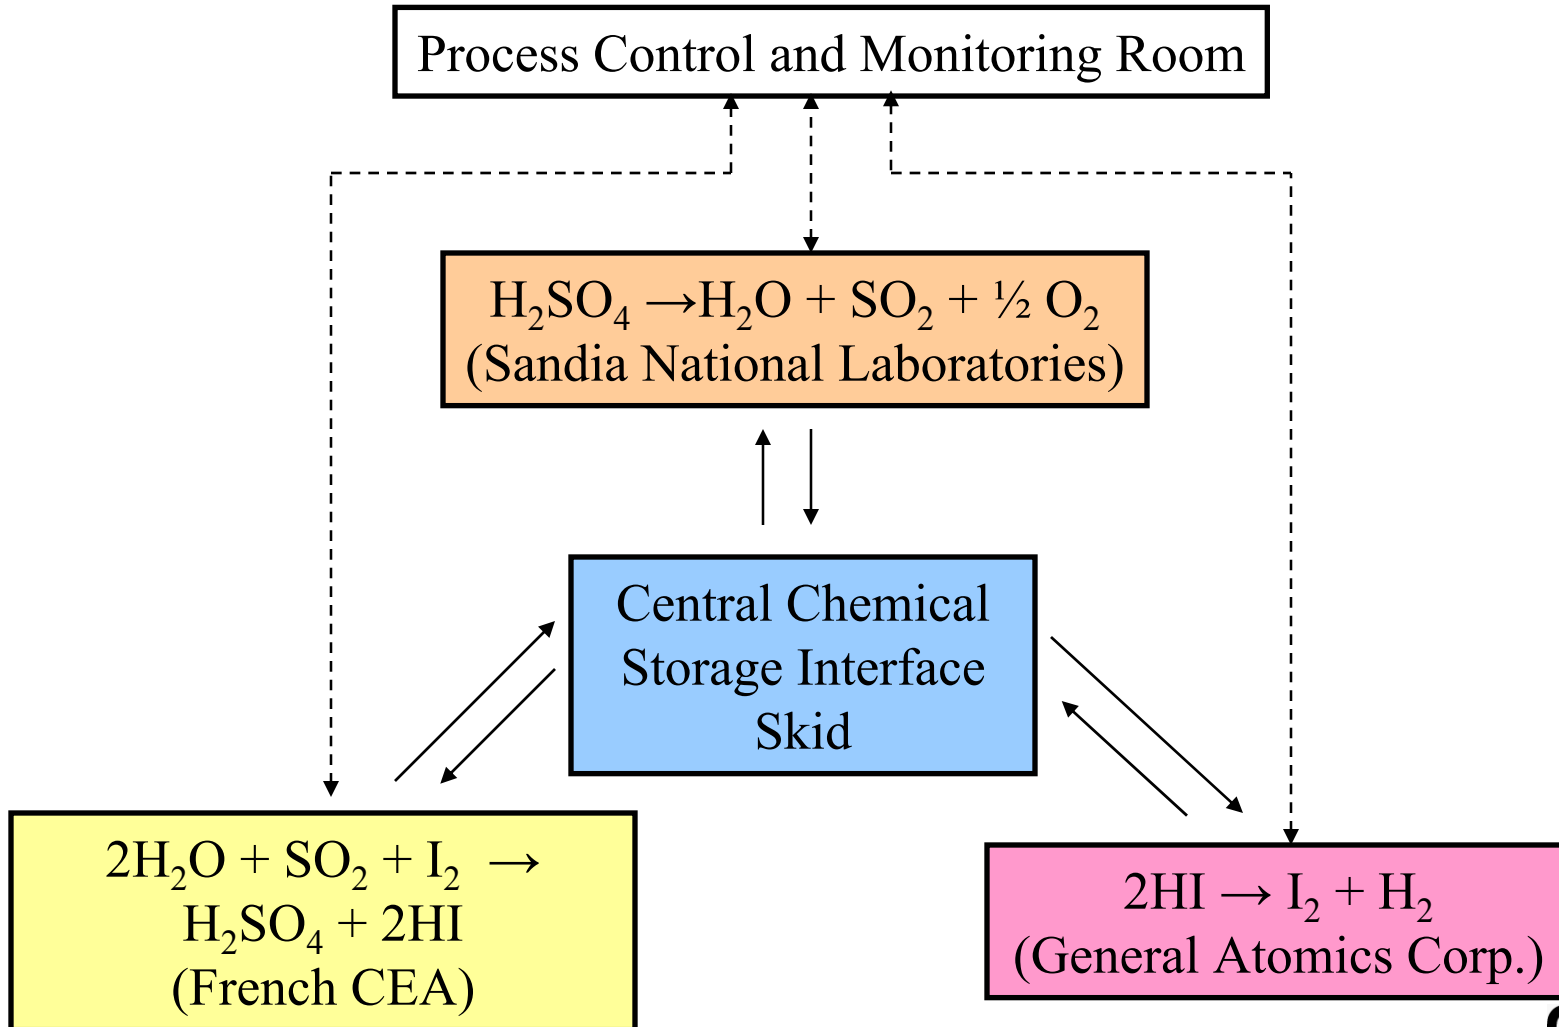 Process Control and Monitoring Room
H₂SO₄ →H₂O + SO₂ + ½ O₂
(Sandia National Laboratories)
Central Chemical
Storage Interface
Skid
2H₂O + SO₂ + I₂ →
H₂SO₄ + 2HI
(French CEA)
2HI → I₂ + H₂
(General Atomics Corp.)